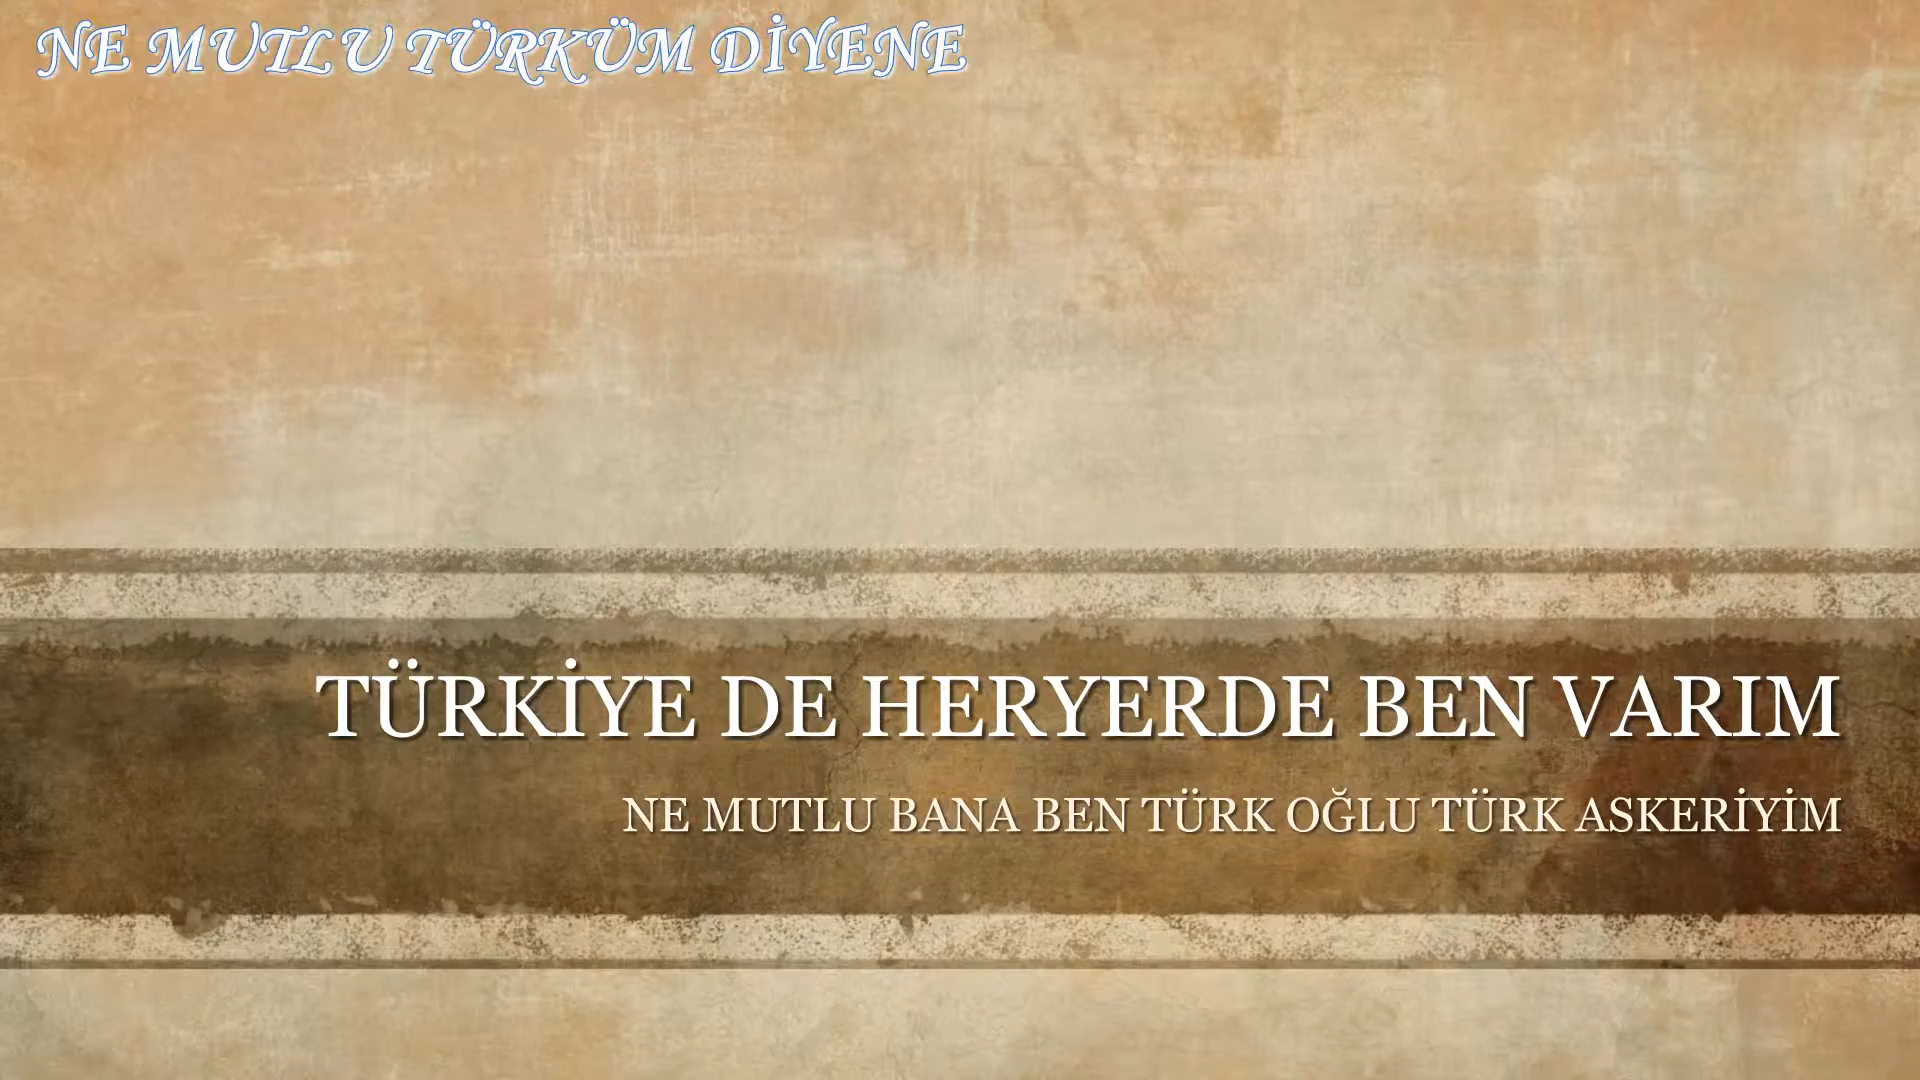 NE MUTLU TÜRKÜM DİYENE
TÜRKİYE DE HERYERDE BEN VARIM
NE MUTLU BANA BEN TÜRK OĞLU TÜRK ASKERİYİM